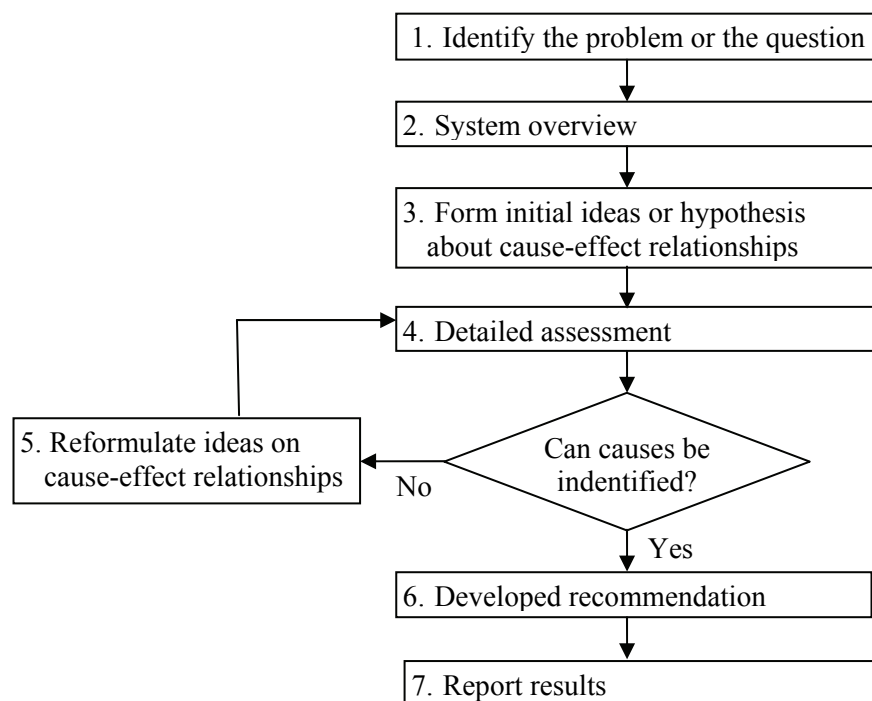 1. Identify the problem or the question
2. System overview
3. Form initial ideas or hypothesis
about cause-effect relationships
4. Detailed assessment
5. Reformulate ideas on
cause-effect relationships
Can causes be
indentified?
No
Yes
6. Developed recommendation
7. Report results